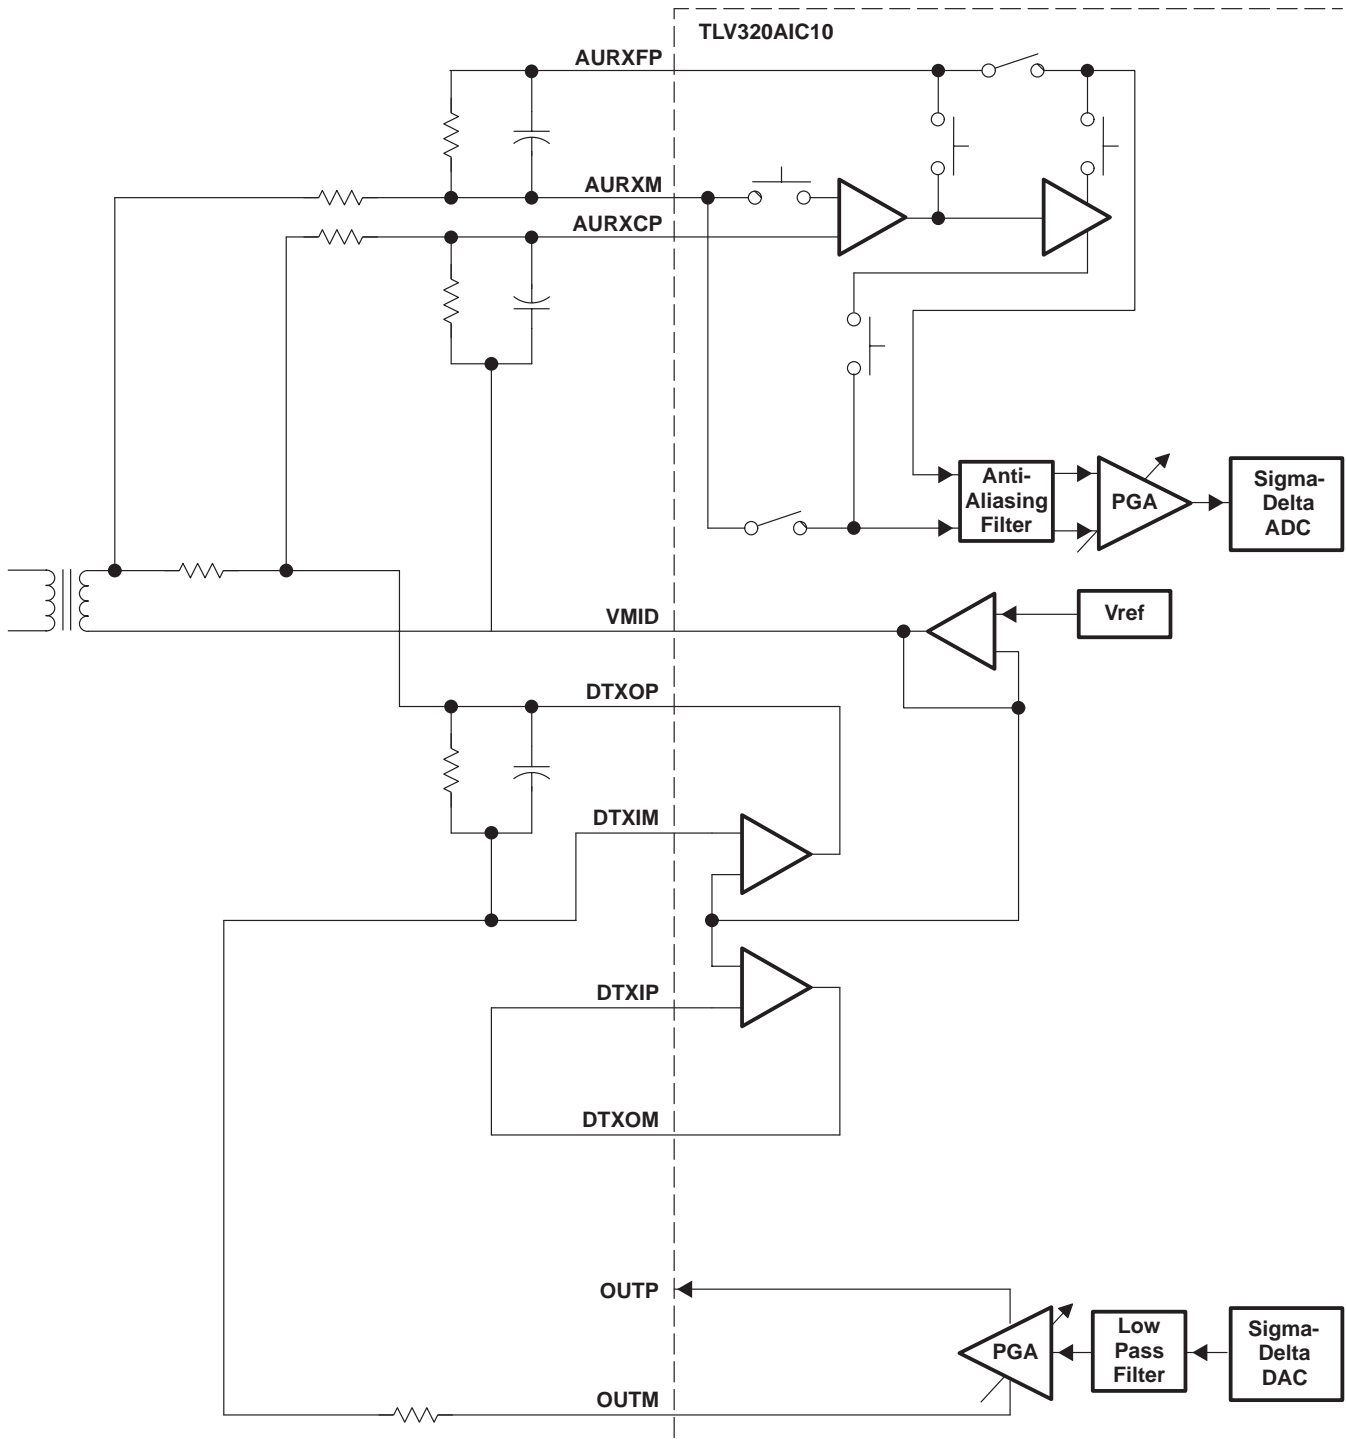 TLV320AIC10
AURXFP
AURXM
AURXCP
Anti-
Aliasing
Filter
PGA
Sigma-
Delta
ADC
VMID
Vref
DTXOP
DTXIM
DTXIP
DTXOM
OUTP
PGA
Low
Pass
Filter
Sigma-
Delta
DAC
OUTM